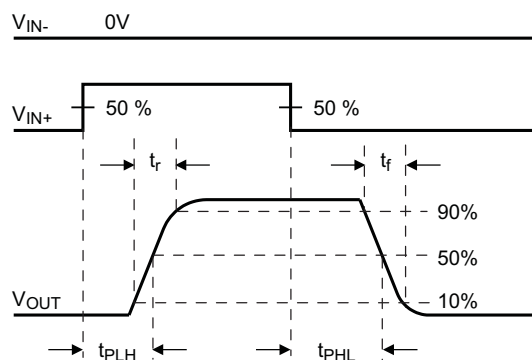 VIN- 0V
VIN+ 50 % 50 %
tr tf
90%
50%
VOUT 10%
tPLH tPHL